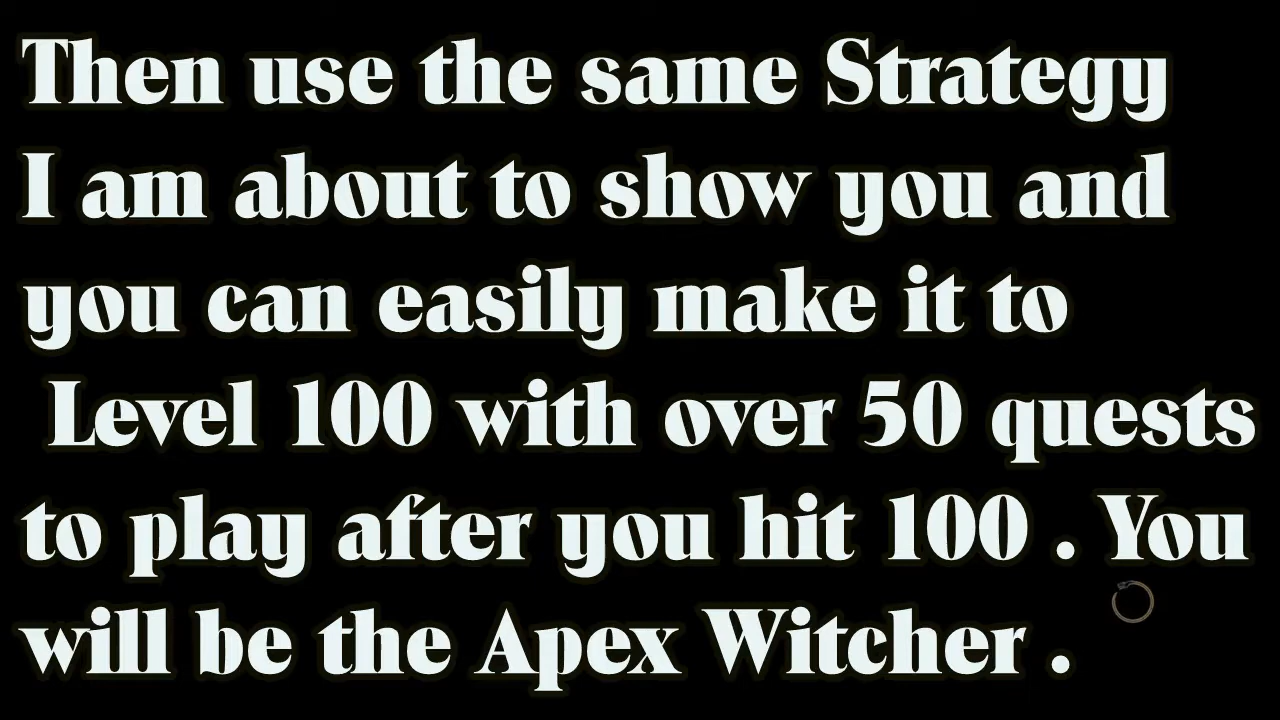 Then use the same Strategy
I am about to show you and
you can easily make it to
Level 100 with over 50 quests
to play after you hit 100 . You
will be the Apex Witcher .